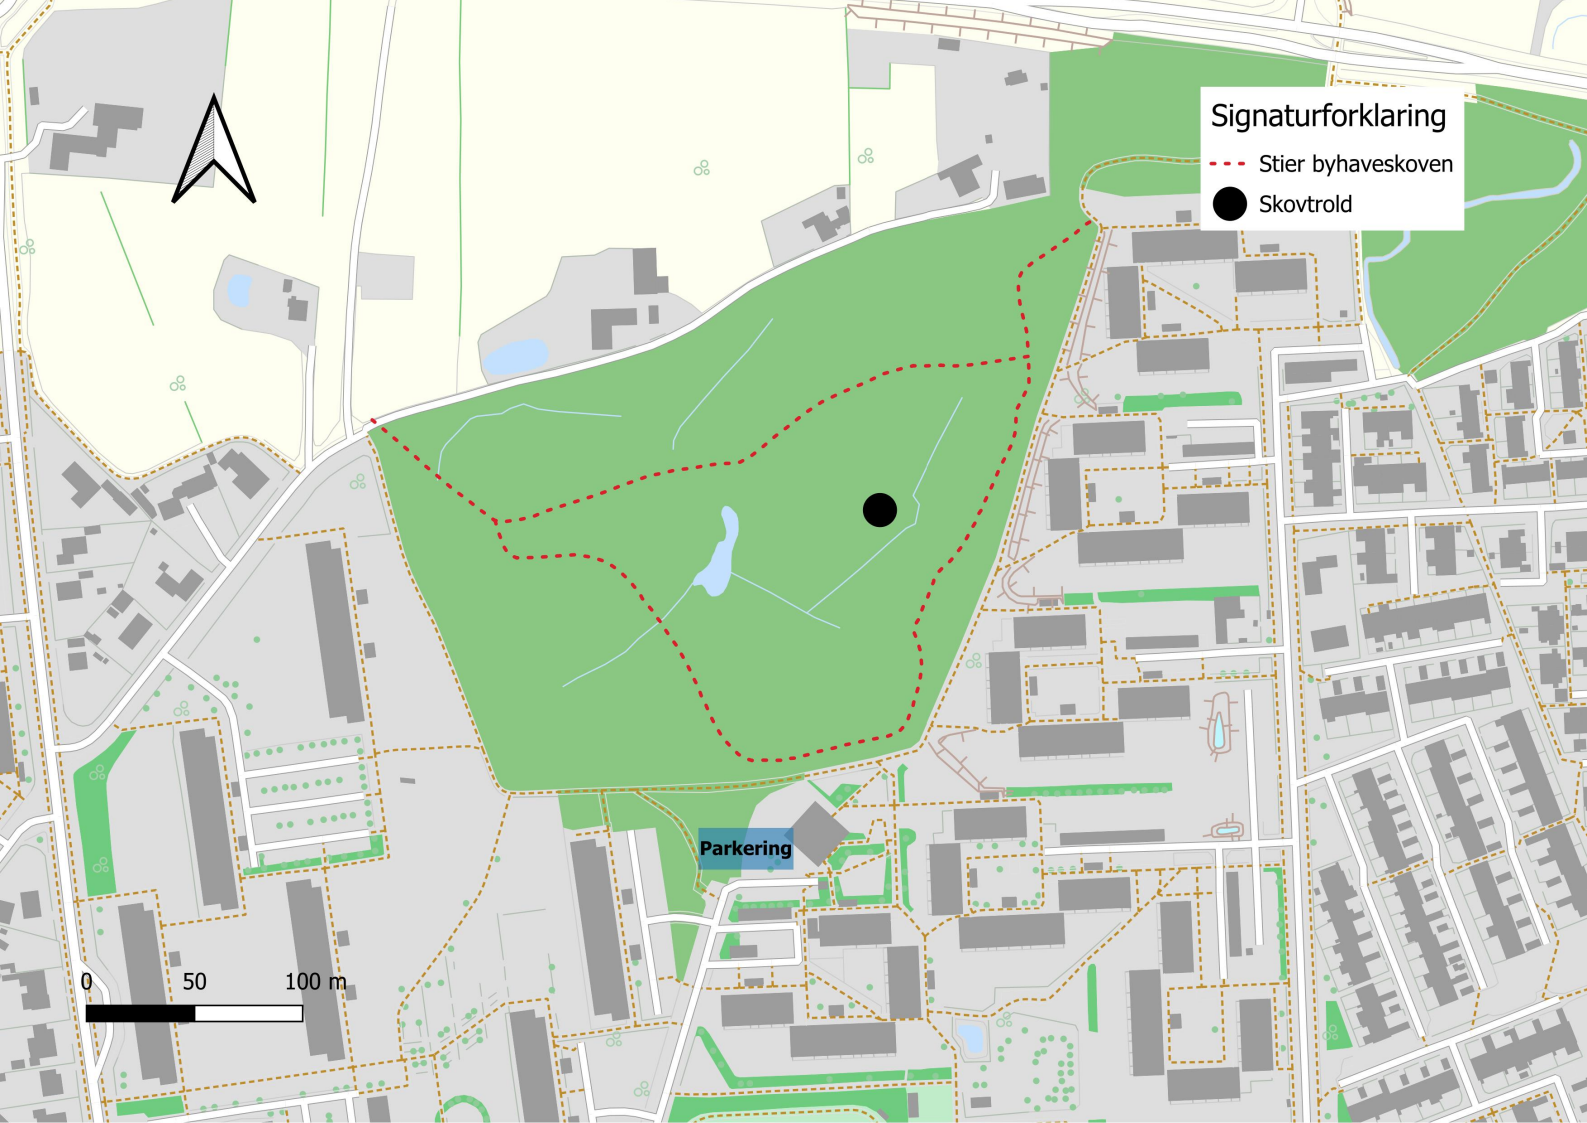 Signaturforklaring
Stier byhaveskoven
Skovtrold
Parkering
0 50 100 m